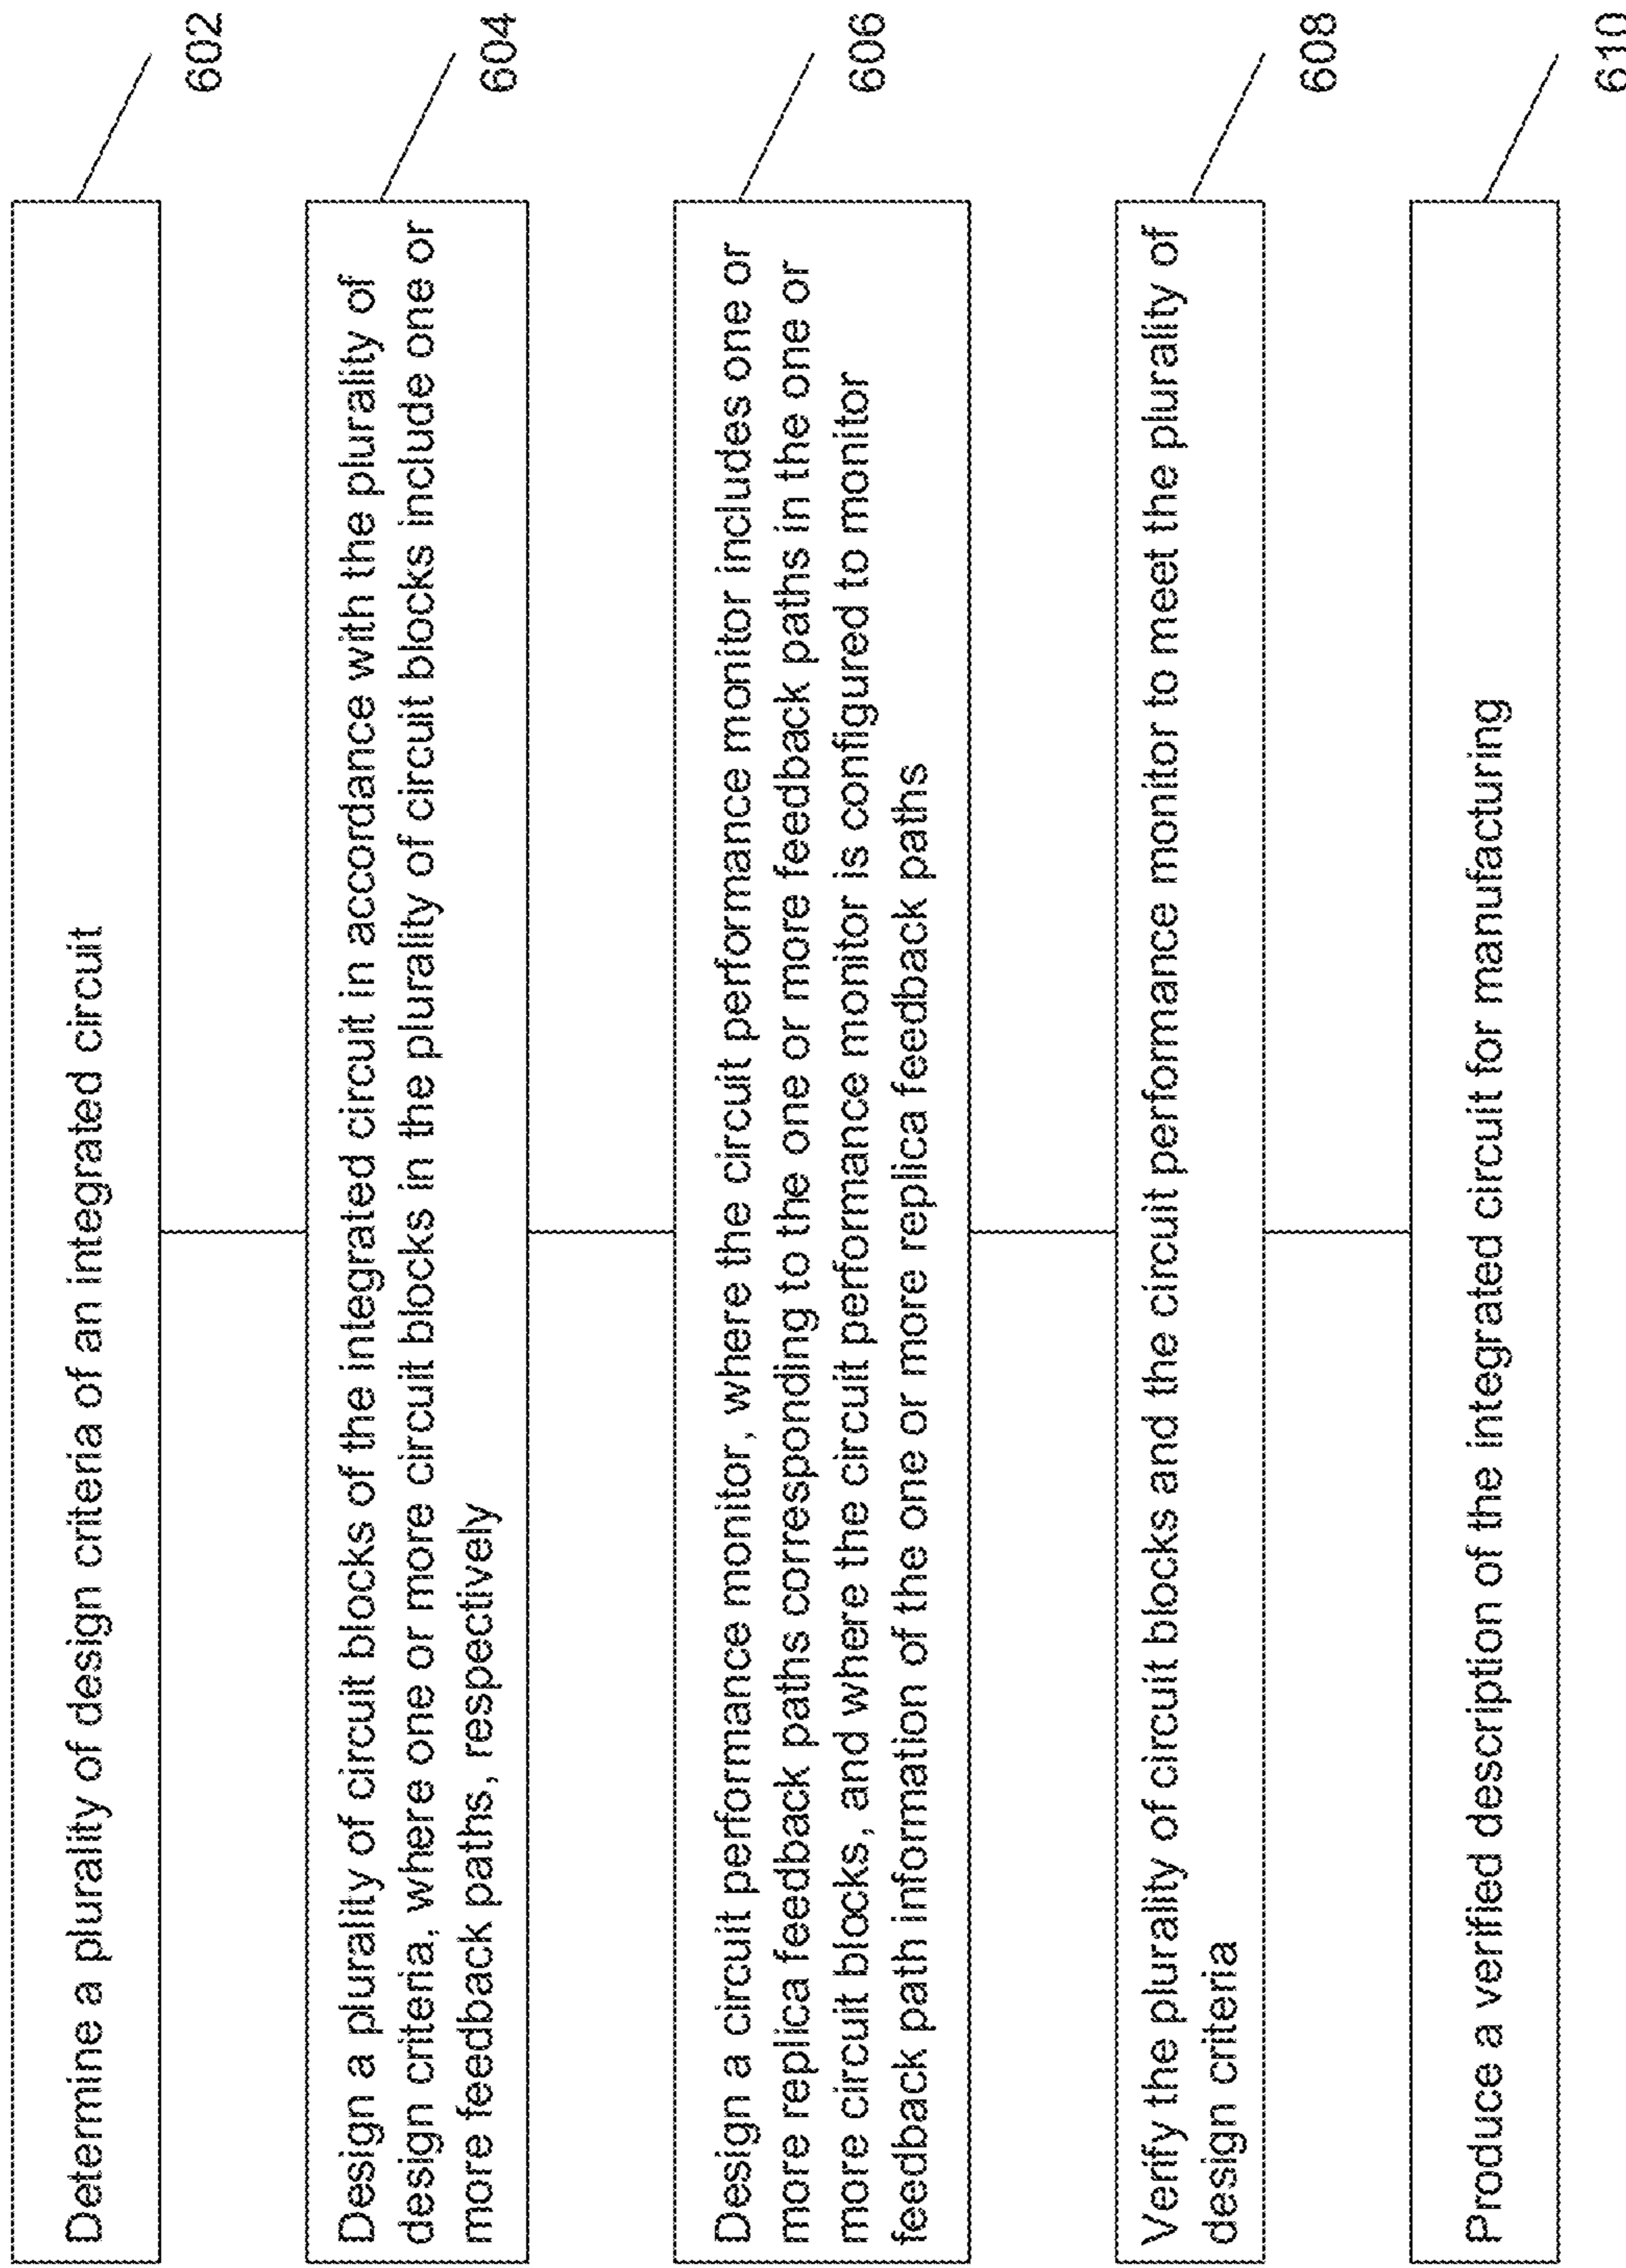 Determine a plurality of design criteria of an integrated circuit
602
Design a plurality of circuit blocks of the integrated circuit in accordance with the plurality of
design criteria, where one or more circuit blocks in the plurality of circuit blocks include one or
more feedback paths, respectively
604
Design a circuit performance monitor, where the circuit performance monitor includes one or
more replica feedback paths corresponding to the one or more feedback paths in the one or
more circuit blocks, and where the circuit performance monitor is configured to monitor
feedback path information of the one or more replica feedback paths
606
Verify the plurality of circuit blocks and the circuit performance monitor to meet the plurality of
design criteria
608
Produce a verified description of the integrated circuit for manufacturing
610